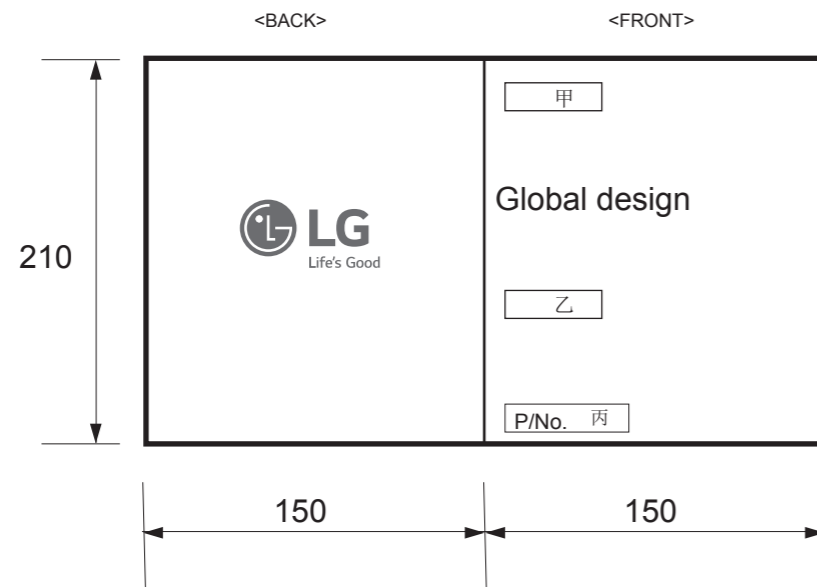 <BACK>
<FRONT>
甲
Global design
LG
Life's Good
210
乙
P/No. 丙
150
150